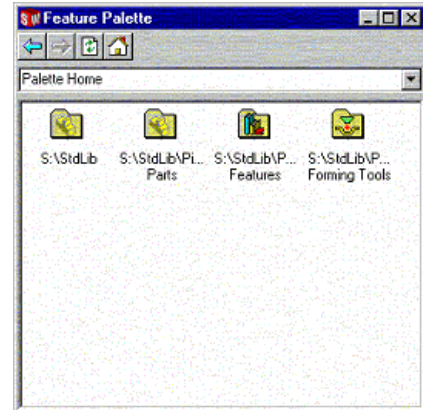 Feature Palette
Palette Home
S:\StdLib S:\StdLib\Pi... S:\StdLib\P... S:\StdLib\P...
Parts Features Forming Tools